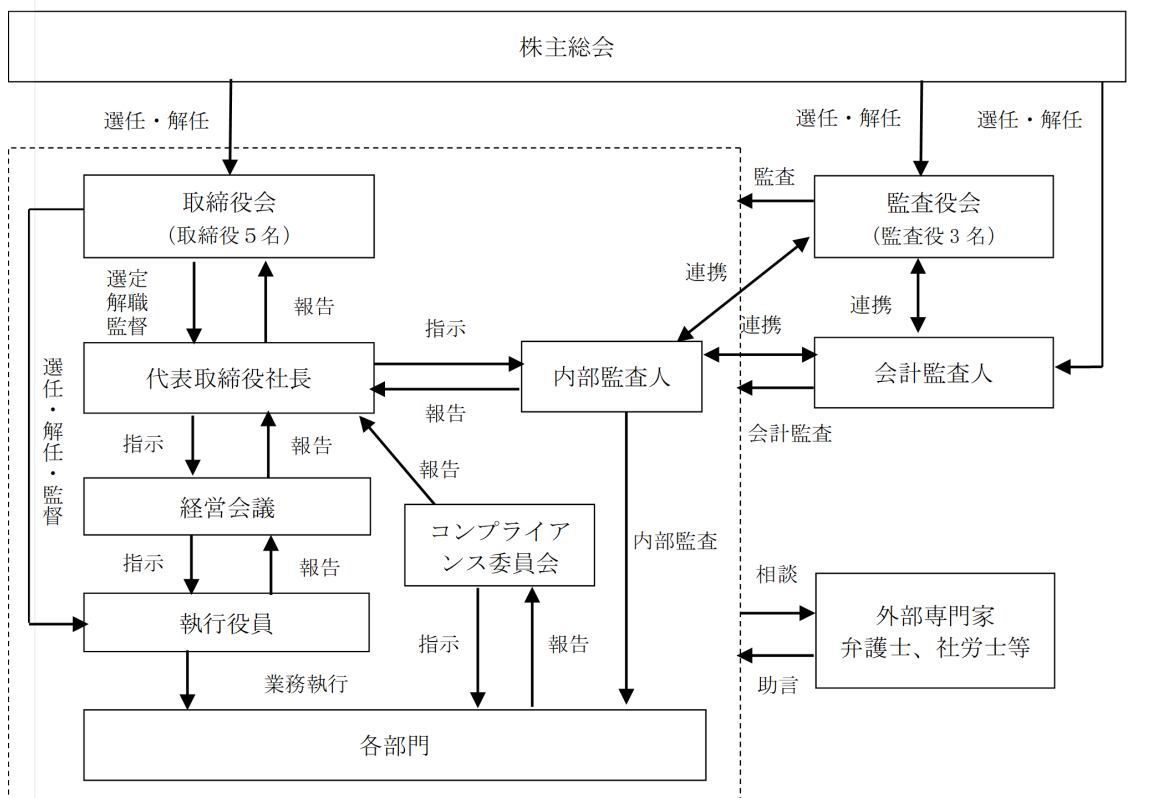 株主総会
選任・解任
選任・解任
選任・解任
取締役会
（取締役５名）
監査
監査役会
（監査役３名）
選定
解職
監督
報告
連携
連携
指示
連携
代表取締役社長
内部監査人
会計監査人
報告
会計監査
選任・解任・監督
指示
報告
報告
経営会議
コンプライア
ンス委員会
内部監査
指示
報告
相談
外部専門家
弁護士、社労士等
執行役員
指示
報告
助言
業務執行
各部門